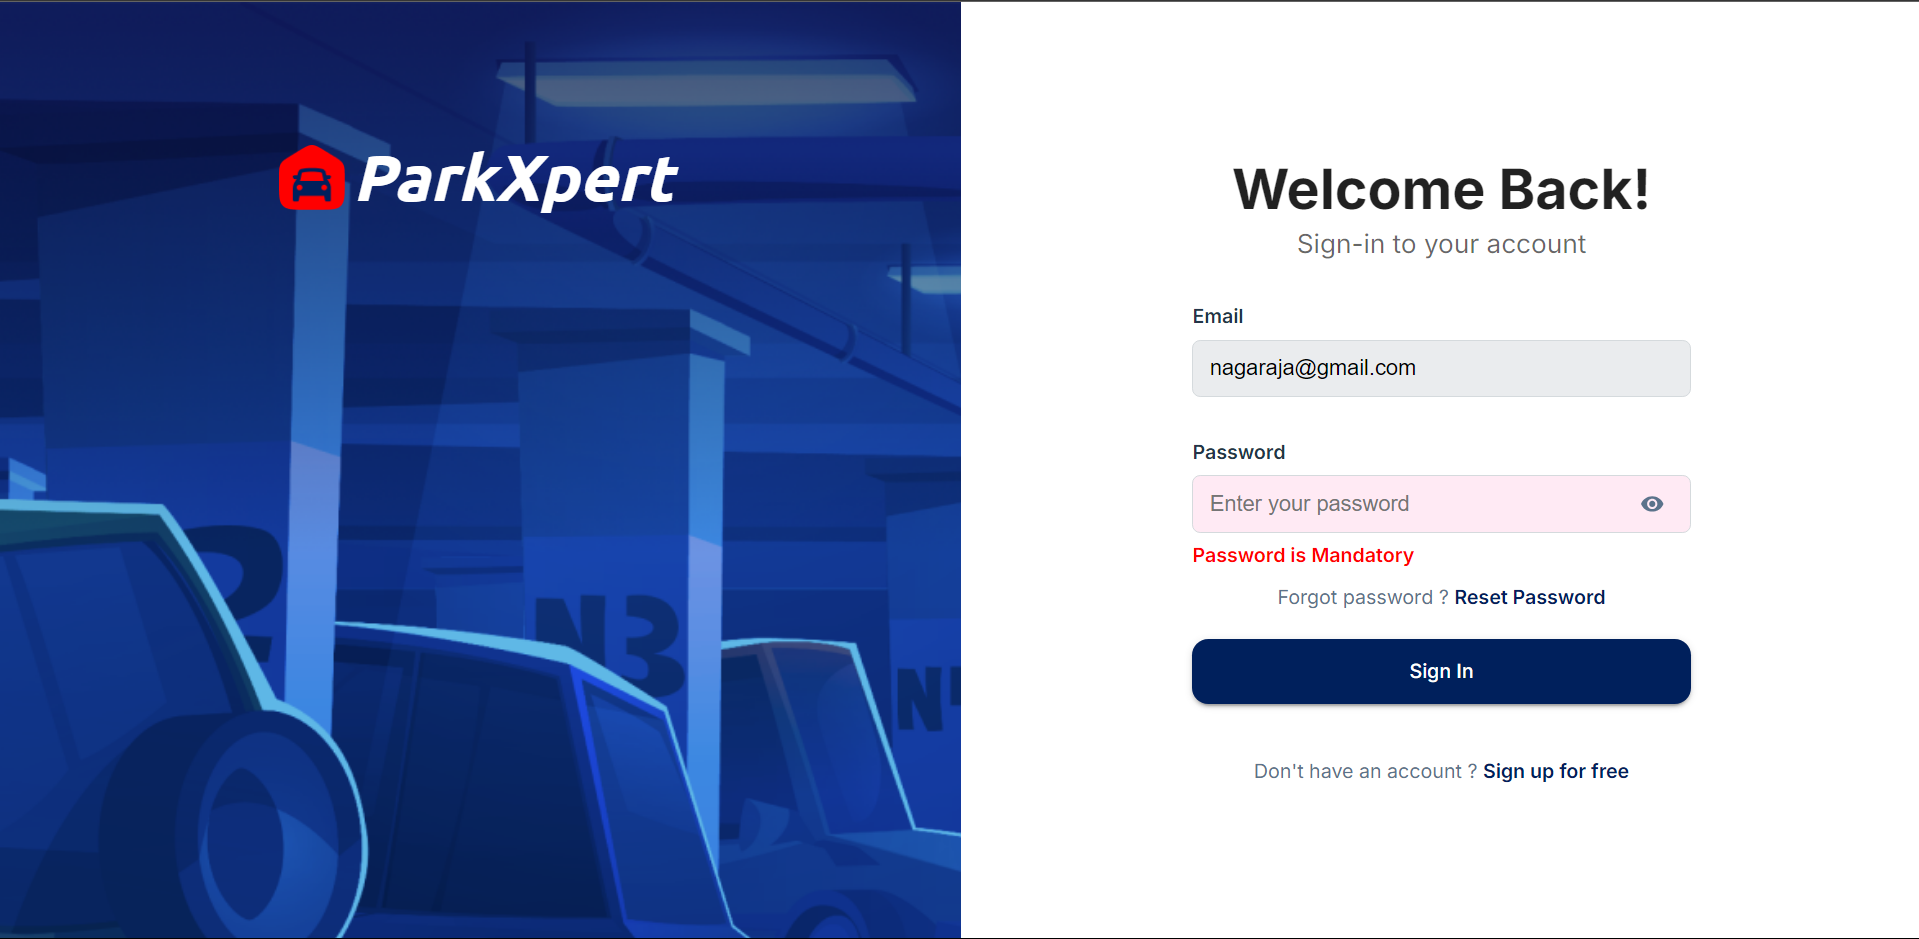 ParkXpert
2
N3
N
Welcome Back!
Sign-in to your account
Email
nagaraja@gmail.com
Password
Enter your password
Password is Mandatory
Forgot password ? Reset Password
Sign In
Don't have an account ? Sign up for free